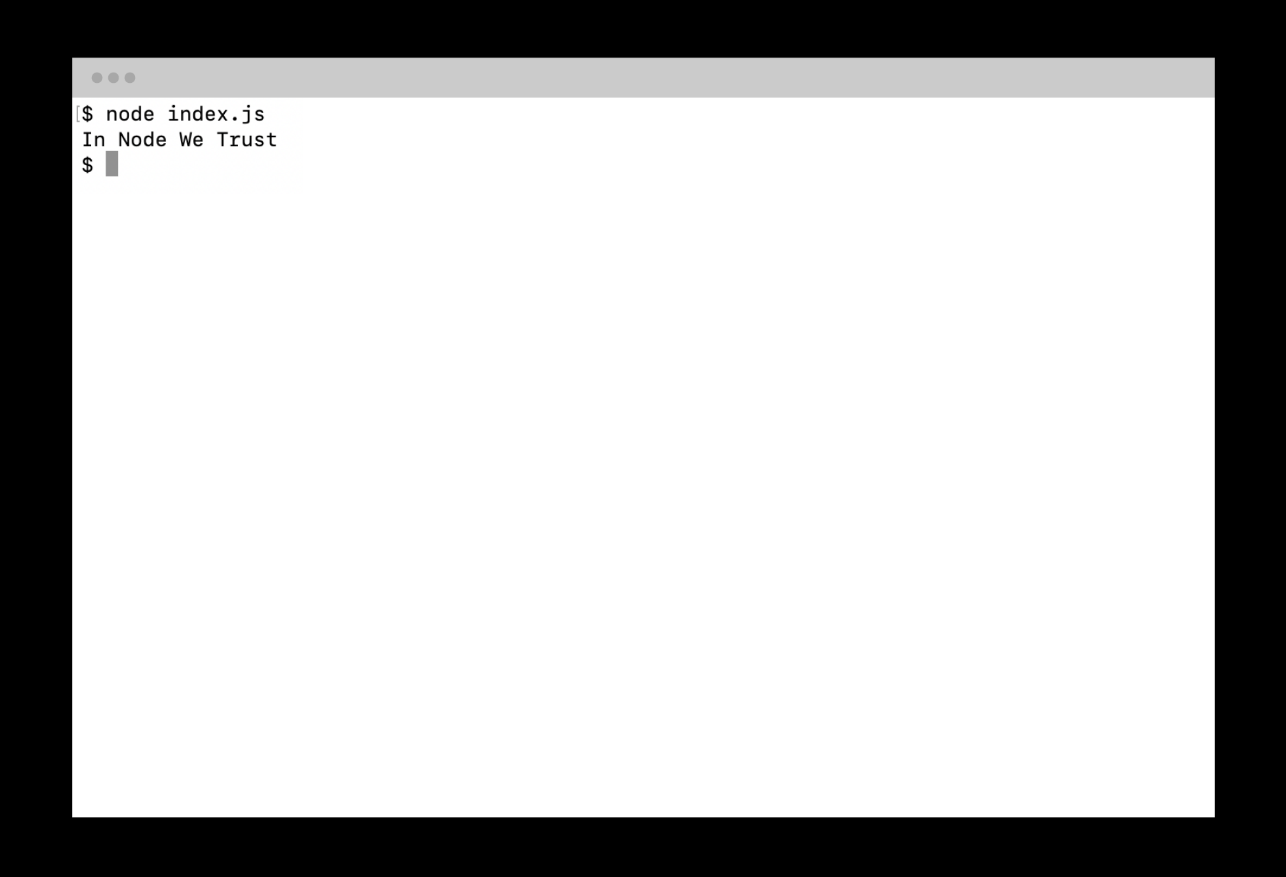 [$ node index.js
In Node We Trust
$